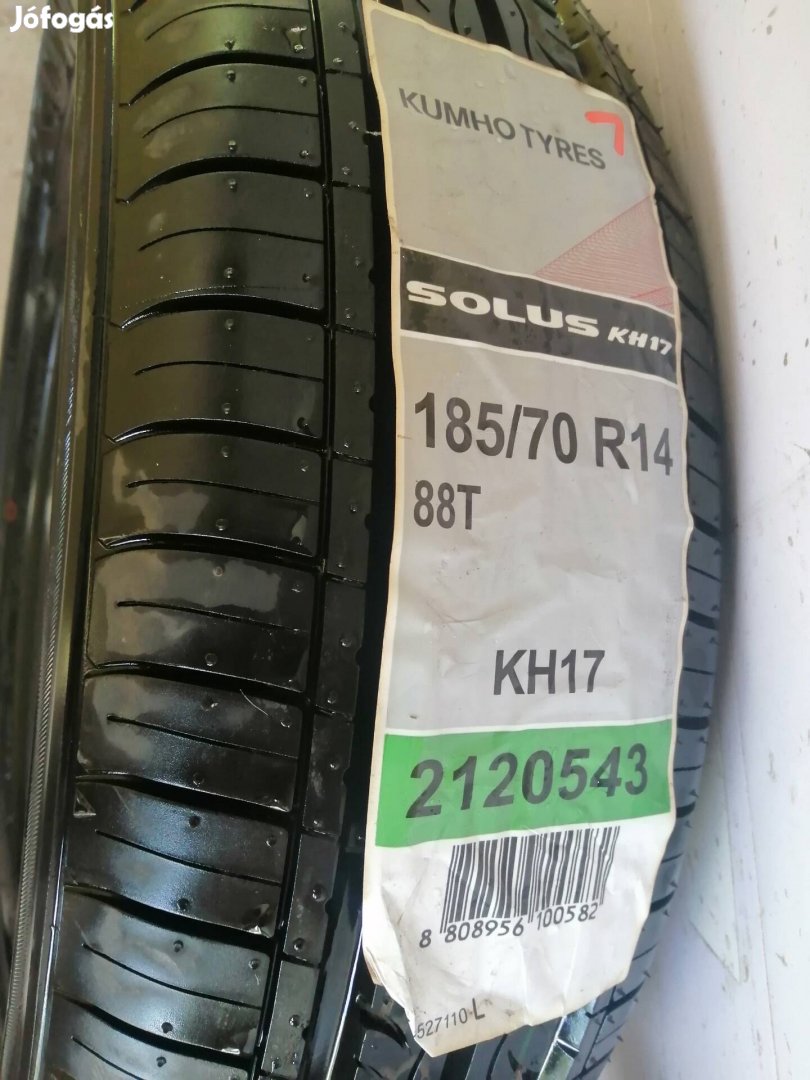 Jófogás
KUMHO TYRES
SOLUS KH17
185/70 R14
88T
KH17
2120543
8 808956 100582
527110-L